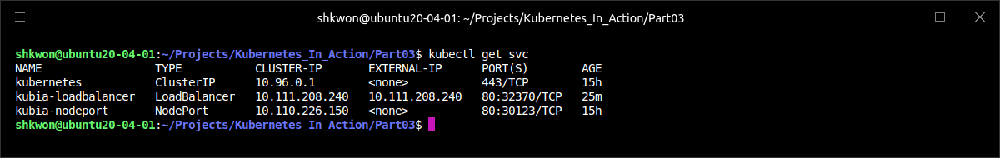 shkwon@ubuntu20-04-01: ~/Projects/Kubernetes_In_Action/Part03
shkwon@ubuntu20-04-01:~/Projects/Kubernetes_In_Action/Part03$ kubectl get svc
NAME                 TYPE           CLUSTER-IP       EXTERNAL-IP      PORT(S)        AGE
kubernetes           ClusterIP      10.96.0.1        <none>           443/TCP        15h
kubia-loadbalancer   LoadBalancer   10.111.208.240   10.111.208.240   80:32370/TCP   25m
kubia-nodeport       NodePort       10.110.226.150   <none>           80:30123/TCP   15h
shkwon@ubuntu20-04-01:~/Projects/Kubernetes_In_Action/Part03$